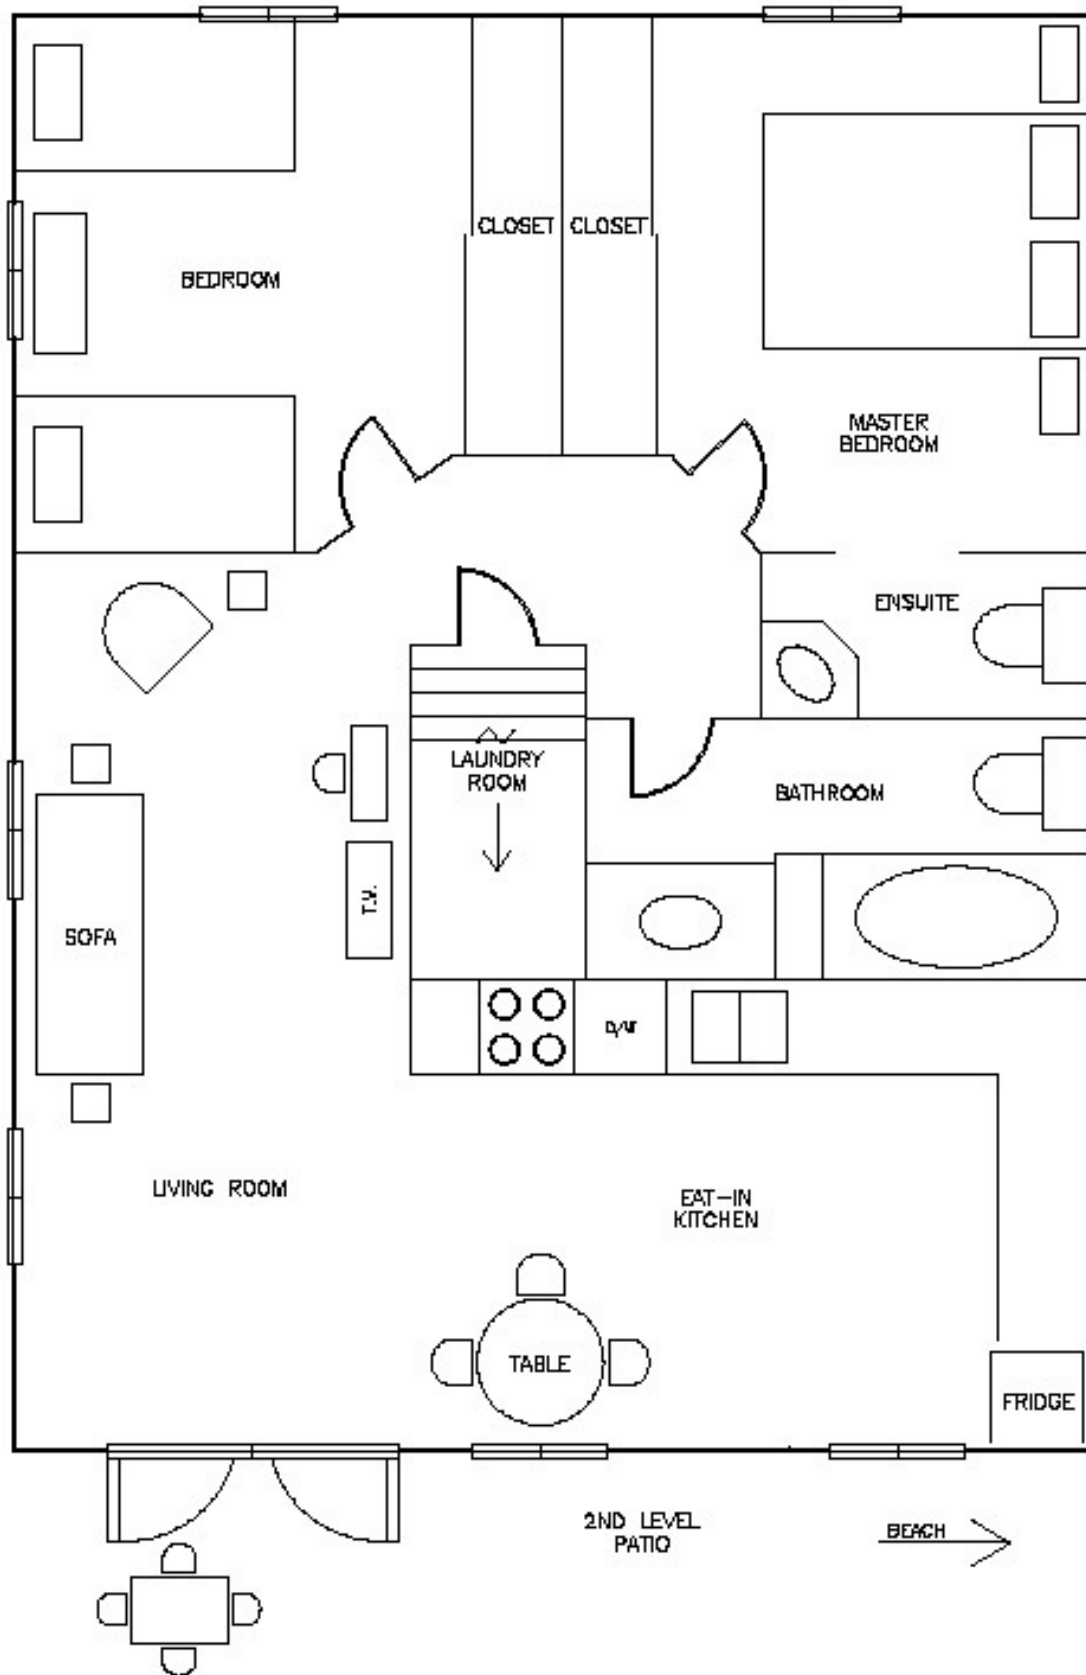 CLOSET CLOSET
BEDROOM
MASTER
BEDROOM
ENSUITE
LAUNDRY
ROOM
BATHROOM
T.V.
SOFA
D/W
LIVING ROOM
EAT-IN
KITCHEN
TABLE
FRIDGE
2ND LEVEL
PATIO
BEACH